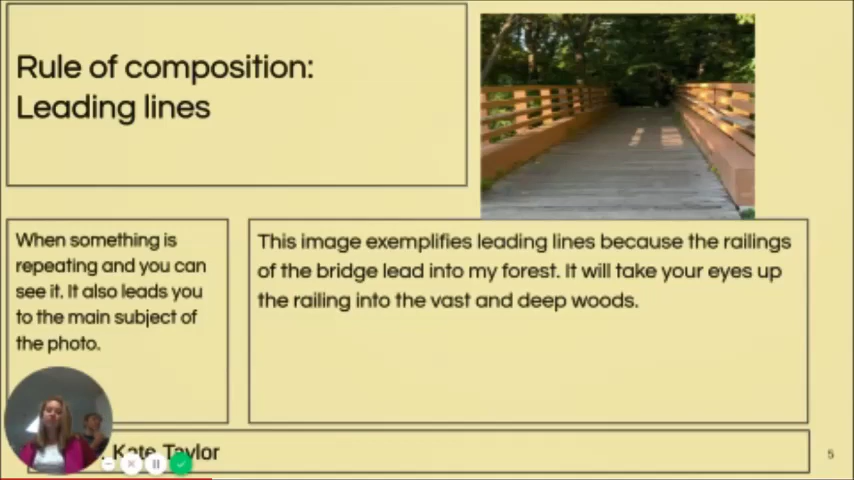 Rule of composition:
Leading lines
When something is
repeating and you can
see it. It also leads you
to the main subject of
the photo.
This image exemplifies leading lines because the railings
of the bridge lead into my forest. It will take your eyes up
the railing into the vast and deep woods.
Kate Taylor
5